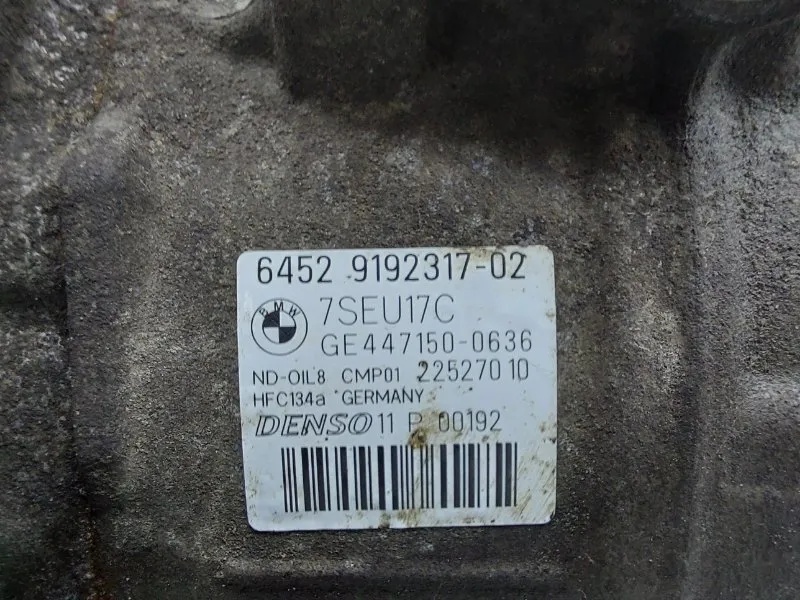 6452 9192317-02
BMW
7SEU17C
GE447150-0636
ND-OIL8 CMP01 22527010
HFC134a GERMANY
DENSO 11 P 00192